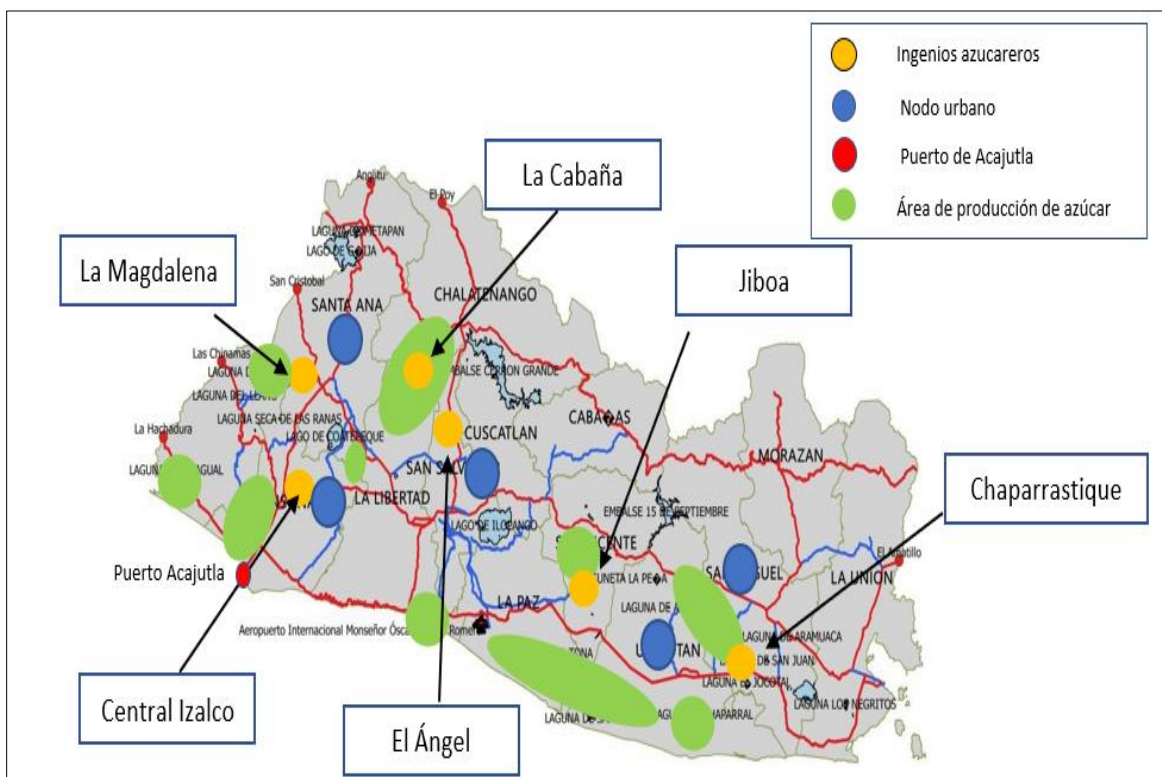 Ingenios azucareros
Nodo urbano
Puerto de Acajutla
Área de producción de azúcar
La Cabaña
La Magdalena
Jiboa
Chaparrastique
Puerto Acajutla
Central Izalco
El Ángel
El Poy
San Cristobal
LAGO DE G�IJA
SANTA ANA
CHALATENANGO
Las Chinamas
EMBALSE CERRON GRANDE
LAGUNA SECA DE LAS RANAS
LAGO DE COATEPEQUE
CUSCATLAN
CABA�AS
La Hachadura
MORAZAN
LA LIBERTAD
EMBALSE 15 DE SEPTIEMBRE
LAGO DE ILOPANGO
El Amatillo
LA UNION
LA PAZ
LAGUNA DE ARAMUACA
Aeropuerto Internacional Monseñor
LAGUNA LOS NEGRITOS